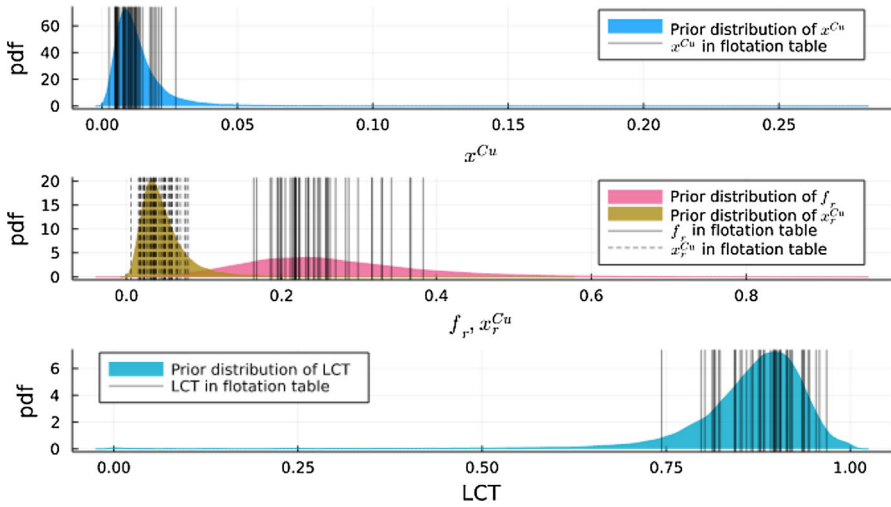 pdf
60
40
20
0
Prior distribution of x^Cu
x^Cu in flotation table
0.00 0.05 0.10 0.15 0.20 0.25
x^Cu
pdf
20
15
10
5
0
Prior distribution of f_r
Prior distribution of x_r^Cu
f_r in flotation table
x_r^Cu in flotation table
0.0 0.2 0.4 0.6 0.8
f_r, x_r^Cu
pdf
6
4
2
0
Prior distribution of LCT
LCT in flotation table
0.00 0.25 0.50 0.75 1.00
LCT